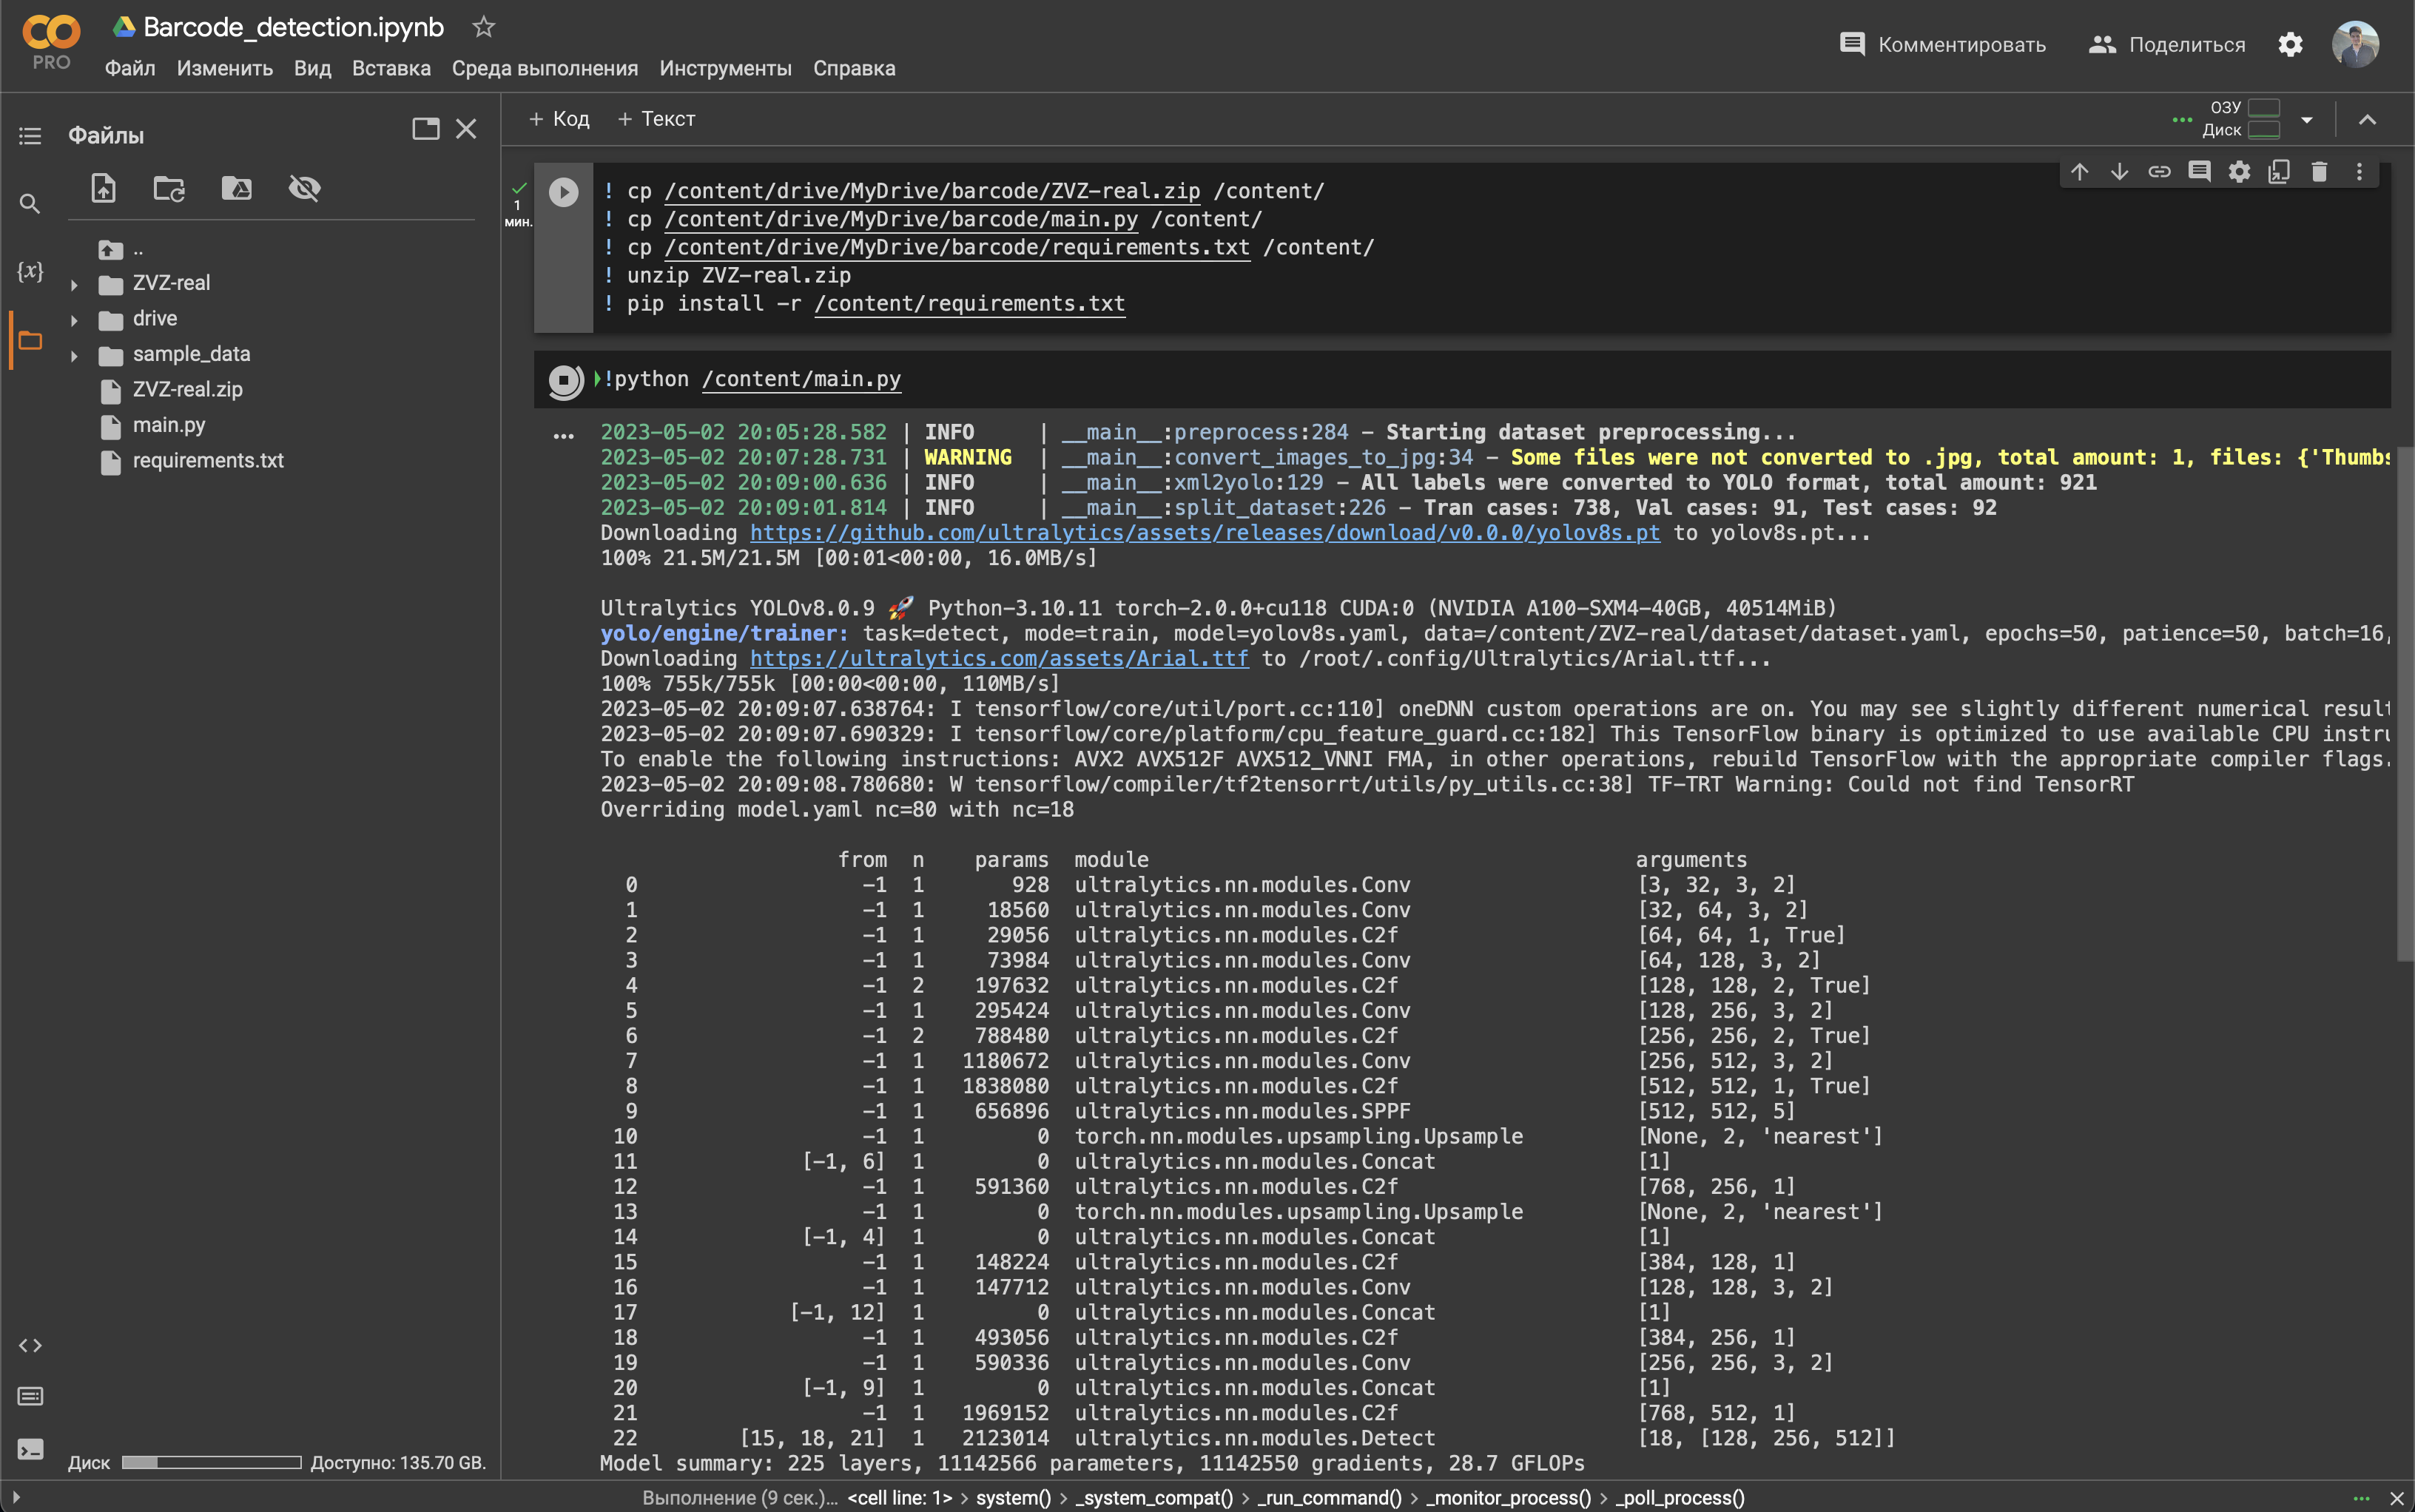 Barcode_detection.ipynb
PRO
Файл Изменить Вид Вставка Среда выполнения Инструменты Справка
Комментировать Поделиться
Файлы
..
ZVZ-real
drive
sample_data
ZVZ-real.zip
main.py
requirements.txt
Диск Доступно: 135.70 GB.
+ Код + Текст
ОЗУ
Диск
1
мин.
! cp /content/drive/MyDrive/barcode/ZVZ-real.zip /content/
! cp /content/drive/MyDrive/barcode/main.py /content/
! cp /content/drive/MyDrive/barcode/requirements.txt /content/
! unzip ZVZ-real.zip
! pip install -r /content/requirements.txt
!python /content/main.py
2023-05-02 20:05:28.582 | INFO | __main__:preprocess:284 - Starting dataset preprocessing...
2023-05-02 20:07:28.731 | WARNING | __main__:convert_images_to_jpg:34 - Some files were not converted to .jpg, total amount: 1, files: {'Thumbs
2023-05-02 20:09:00.636 | INFO | __main__:xml2yolo:129 - All labels were converted to YOLO format, total amount: 921
2023-05-02 20:09:01.814 | INFO | __main__:split_dataset:226 - Tran cases: 738, Val cases: 91, Test cases: 92
Downloading https://github.com/ultralytics/assets/releases/download/v0.0.0/yolov8s.pt to yolov8s.pt...
100% 21.5M/21.5M [00:01<00:00, 16.0MB/s]
Ultralytics YOLOv8.0.9 🚀 Python-3.10.11 torch-2.0.0+cu118 CUDA:0 (NVIDIA A100-SXM4-40GB, 40514MiB)
yolo/engine/trainer: task=detect, mode=train, model=yolov8s.yaml, data=/content/ZVZ-real/dataset/dataset.yaml, epochs=50, patience=50, batch=16,
Downloading https://ultralytics.com/assets/Arial.ttf to /root/.config/Ultralytics/Arial.ttf...
100% 755k/755k [00:00<00:00, 110MB/s]
2023-05-02 20:09:07.638764: I tensorflow/core/util/port.cc:110] oneDNN custom operations are on. You may see slightly different numerical result
2023-05-02 20:09:07.690329: I tensorflow/core/platform/cpu_feature_guard.cc:182] This TensorFlow binary is optimized to use available CPU instru
To enable the following instructions: AVX2 AVX512F AVX512_VNNI FMA, in other operations, rebuild TensorFlow with the appropriate compiler flags.
2023-05-02 20:09:08.780680: W tensorflow/compiler/tf2tensorrt/utils/py_utils.cc:38] TF-TRT Warning: Could not find TensorRT
Overriding model.yaml nc=80 with nc=18
from n params module arguments
0 -1 1 928 ultralytics.nn.modules.Conv [3, 32, 3, 2]
1 -1 1 18560 ultralytics.nn.modules.Conv [32, 64, 3, 2]
2 -1 1 29056 ultralytics.nn.modules.C2f [64, 64, 1, True]
3 -1 1 73984 ultralytics.nn.modules.Conv [64, 128, 3, 2]
4 -1 2 197632 ultralytics.nn.modules.C2f [128, 128, 2, True]
5 -1 1 295424 ultralytics.nn.modules.Conv [128, 256, 3, 2]
6 -1 2 788480 ultralytics.nn.modules.C2f [256, 256, 2, True]
7 -1 1 1180672 ultralytics.nn.modules.Conv [256, 512, 3, 2]
8 -1 1 1838080 ultralytics.nn.modules.C2f [512, 512, 1, True]
9 -1 1 656896 ultralytics.nn.modules.SPPF [512, 512, 5]
10 -1 1 0 torch.nn.modules.upsampling.Upsample [None, 2, 'nearest']
11 [-1, 6] 1 0 ultralytics.nn.modules.Concat [1]
12 -1 1 591360 ultralytics.nn.modules.C2f [768, 256, 1]
13 -1 1 0 torch.nn.modules.upsampling.Upsample [None, 2, 'nearest']
14 [-1, 4] 1 0 ultralytics.nn.modules.Concat [1]
15 -1 1 148224 ultralytics.nn.modules.C2f [384, 128, 1]
16 -1 1 147712 ultralytics.nn.modules.Conv [128, 128, 3, 2]
17 [-1, 12] 1 0 ultralytics.nn.modules.Concat [1]
18 -1 1 493056 ultralytics.nn.modules.C2f [384, 256, 1]
19 -1 1 590336 ultralytics.nn.modules.Conv [256, 256, 3, 2]
20 [-1, 9] 1 0 ultralytics.nn.modules.Concat [1]
21 -1 1 1969152 ultralytics.nn.modules.C2f [768, 512, 1]
22 [15, 18, 21] 1 2123014 ultralytics.nn.modules.Detect [18, [128, 256, 512]]
Model summary: 225 layers, 11142566 parameters, 11142550 gradients, 28.7 GFLOPs
Выполнение (9 сек.)... <cell line: 1> > system() > _system_compat() > _run_command() > _monitor_process() > _poll_process()